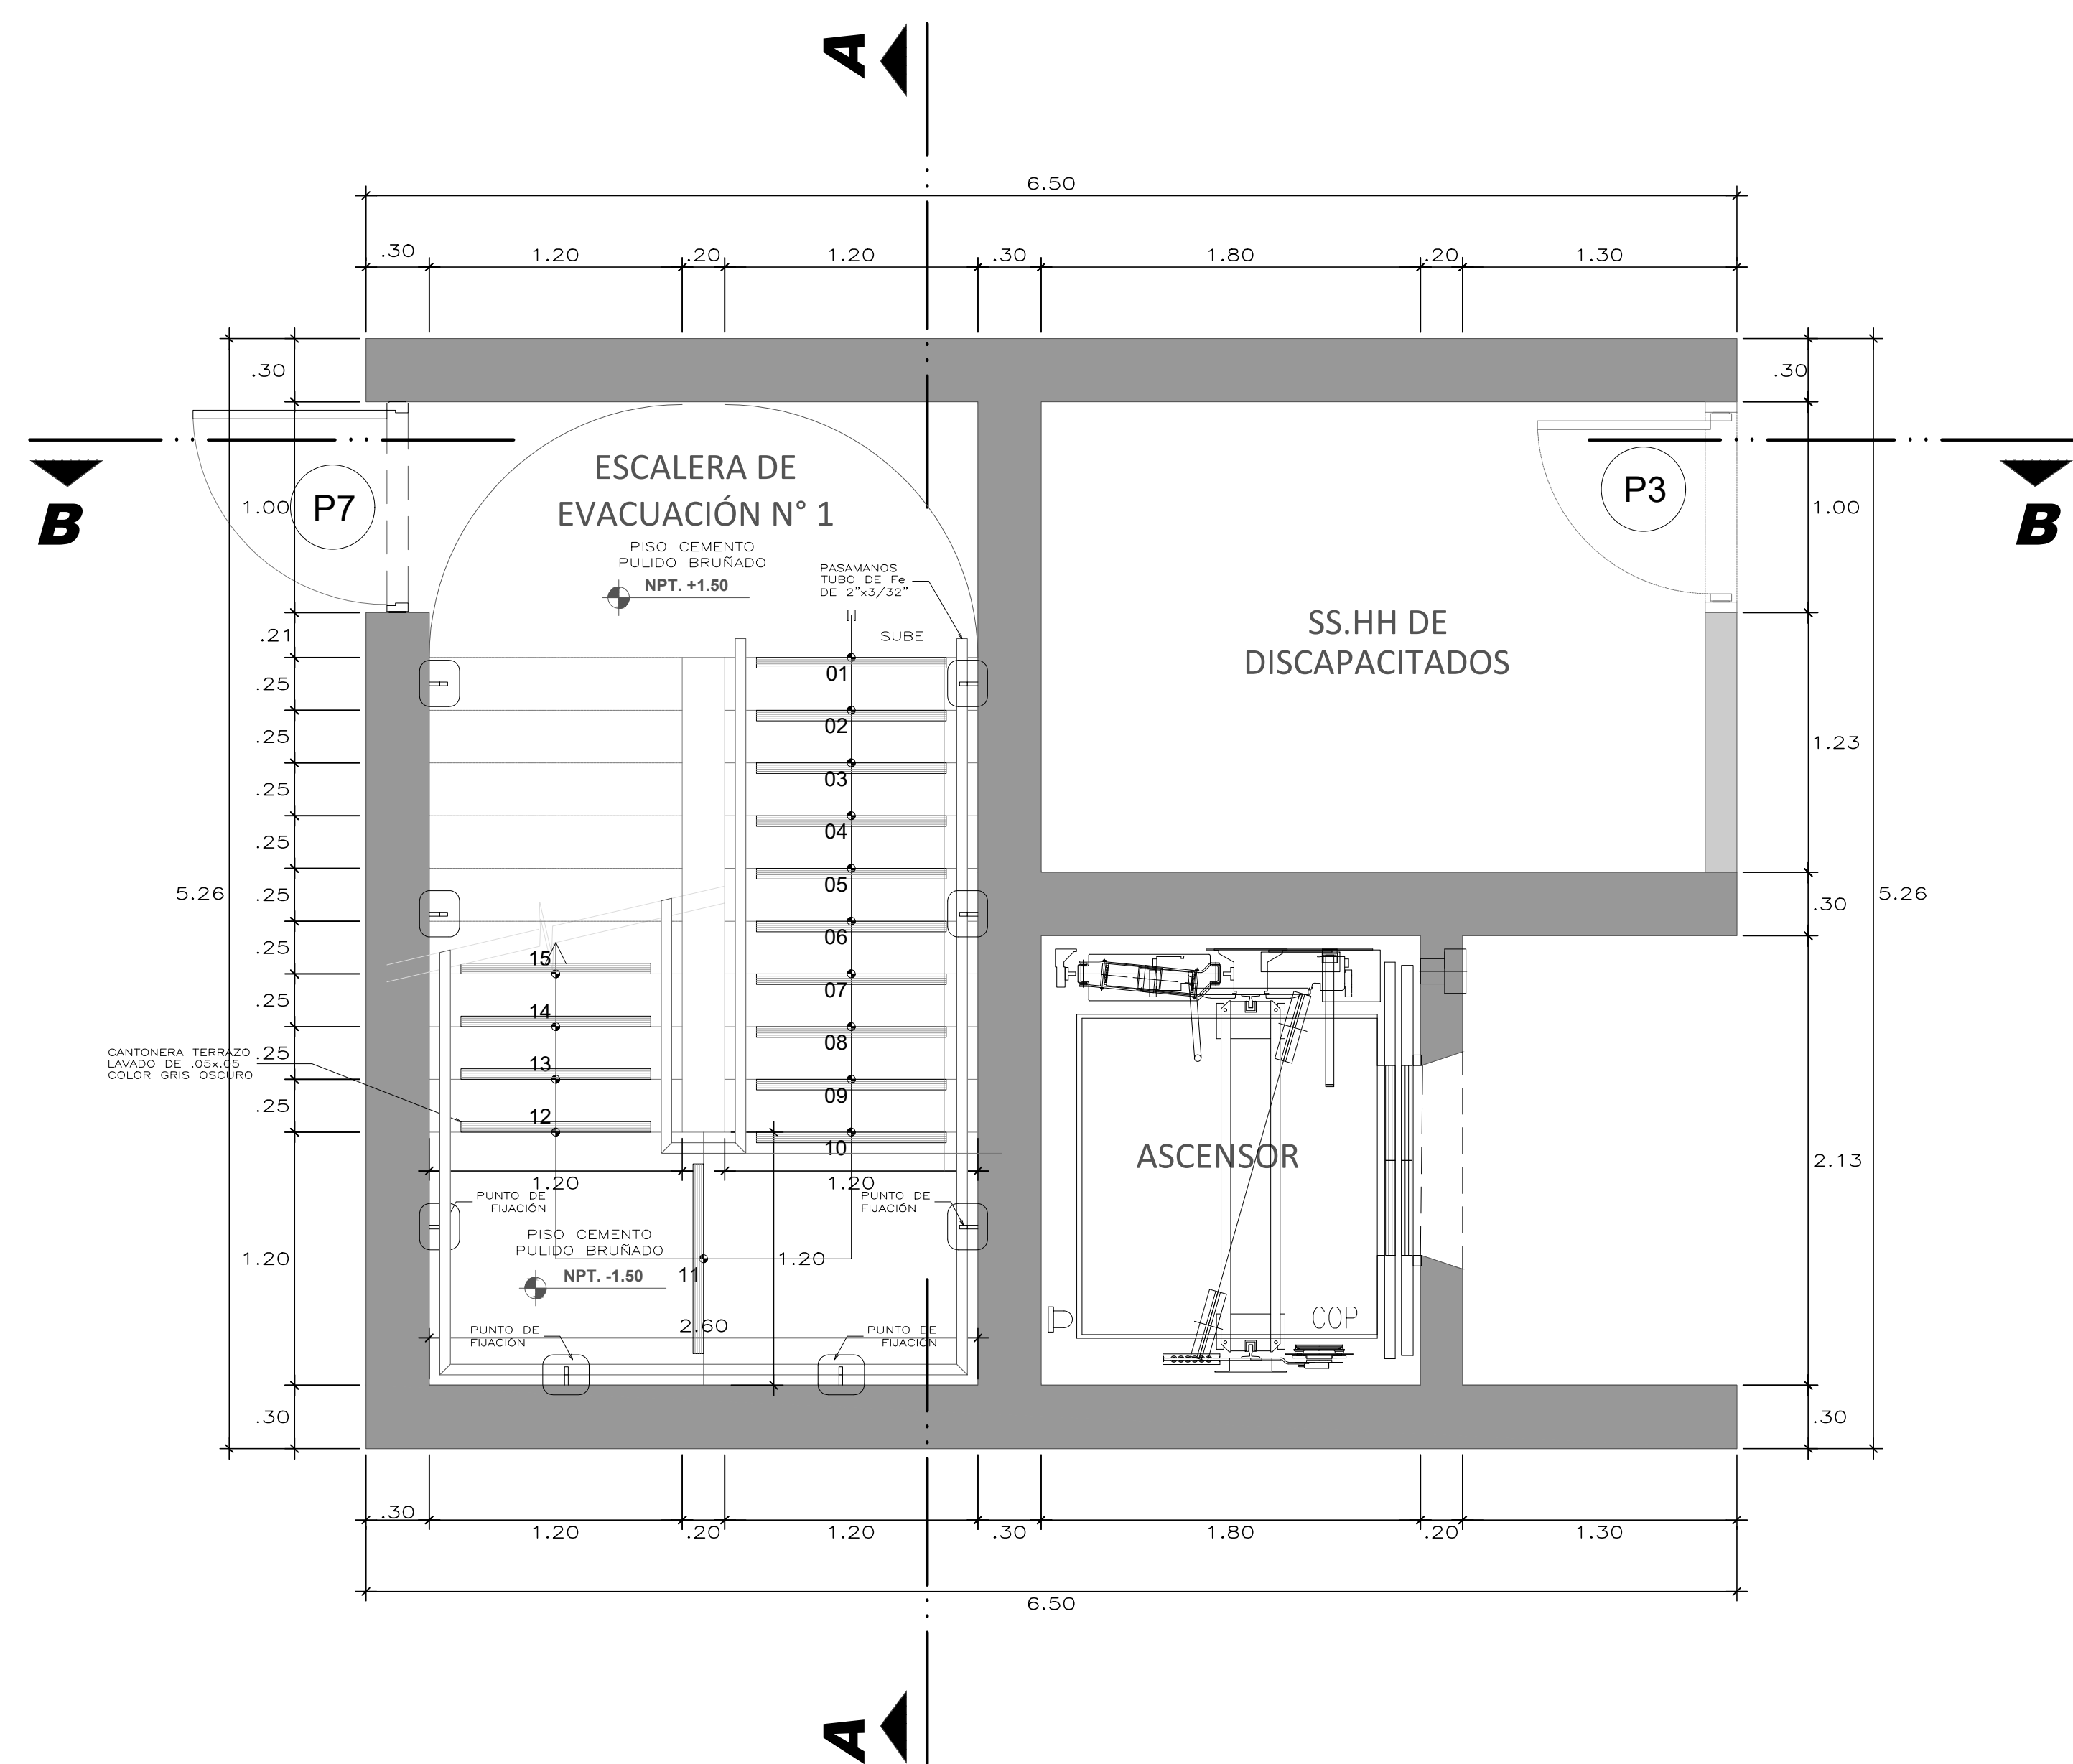 A
6.50
.30 1.20 .20 1.20 .30 1.80 .20 1.30
.30
.30
B
P7
1.00
ESCALERA DE
EVACUACIÓN N° 1
PISO CEMENTO
PULIDO BRUÑADO
NPT. +1.50
PASAMANOS
TUBO DE Fe
DE 2"x3/32"
SUBE
P3
1.00
B
SS.HH DE
DISCAPACITADOS
.21
.25
.25
.25
.25
.25
.25
.25
.25
.25
5.26
1.20
.30
01
02
03
04
05
06
07
08
09
10
15
14
13
12
11
CANTONERA TERRAZO
LAVADO DE .05x.05
COLOR GRIS OSCURO
1.20
1.20
PUNTO DE
FIJACIÓN
PUNTO DE
FIJACIÓN
PISO CEMENTO
PULIDO BRUÑADO
NPT. -1.50
1.20
2.60
PUNTO DE
FIJACIÓN
PUNTO DE
FIJACIÓN
ASCENSOR
COP
1.23
.30
5.26
2.13
.30
.30 1.20 .20 1.20 .30 1.80 .20 1.30
6.50
A